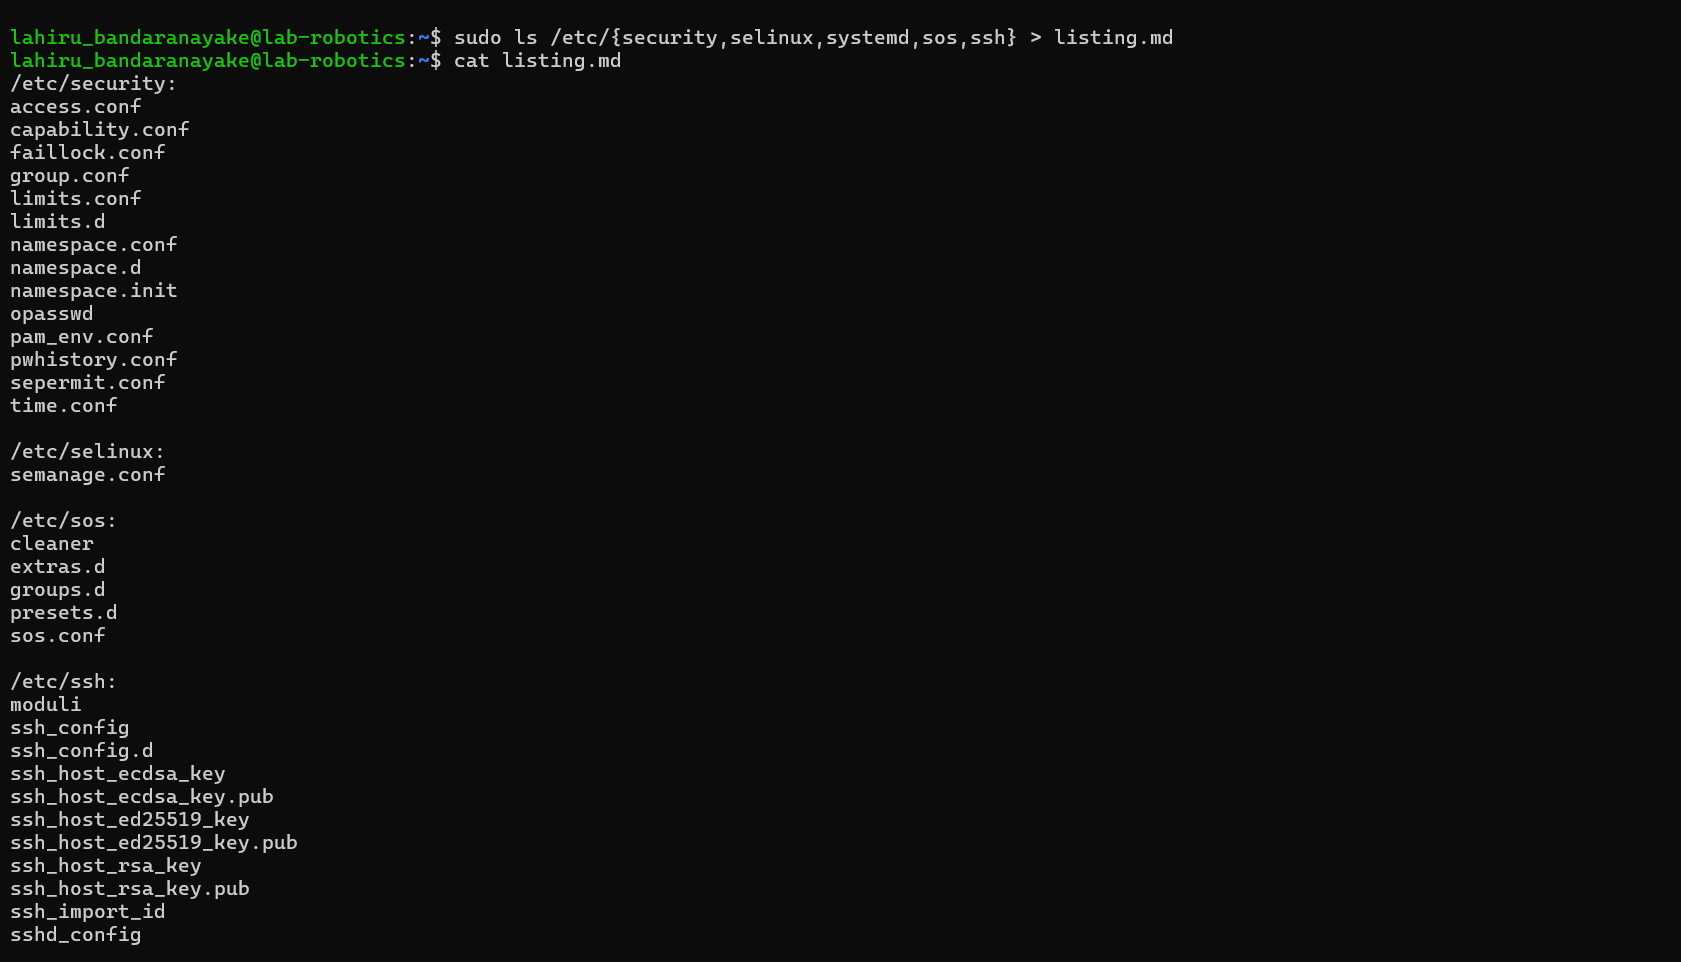 lahiru_bandaranayake@lab-robotics:~$ sudo ls /etc/{security,selinux,systemd,sos,ssh} > listing.md
lahiru_bandaranayake@lab-robotics:~$ cat listing.md
/etc/security:
access.conf
capability.conf
faillock.conf
group.conf
limits.conf
limits.d
namespace.conf
namespace.d
namespace.init
opasswd
pam_env.conf
pwhistory.conf
sepermit.conf
time.conf

/etc/selinux:
semanage.conf

/etc/sos:
cleaner
extras.d
groups.d
presets.d
sos.conf

/etc/ssh:
moduli
ssh_config
ssh_config.d
ssh_host_ecdsa_key
ssh_host_ecdsa_key.pub
ssh_host_ed25519_key
ssh_host_ed25519_key.pub
ssh_host_rsa_key
ssh_host_rsa_key.pub
ssh_import_id
sshd_config